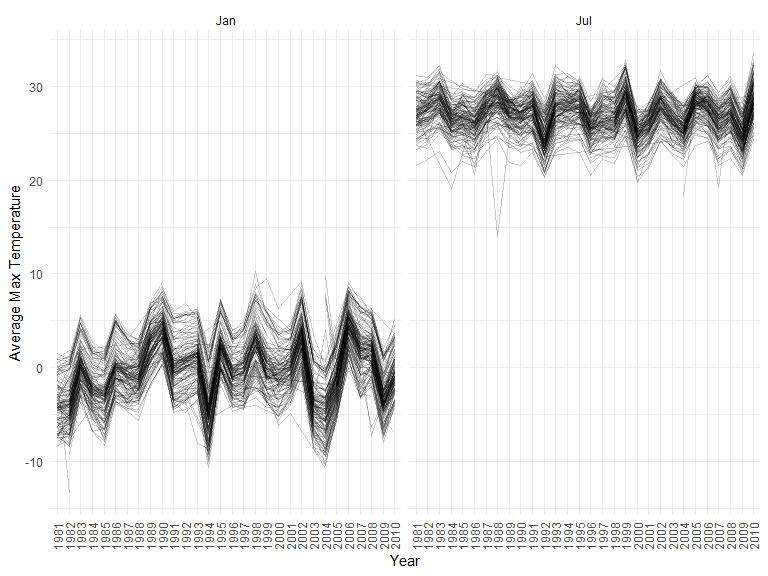 Jan Jul
30
20
10
0
-10
Average Max Temperature
1981 1982 1983 1984 1985 1986 1987 1988 1989 1990 1991 1992 1993 1994 1995 1996 1997 1998 1999 2000 2001 2002 2003 2004 2005 2006 2007 2008 2009 2010 1981 1982 1983 1984 1985 1986 1987 1988 1989 1990 1991 1992 1993 1994 1995 1996 1997 1998 1999 2000 2001 2002 2003 2004 2005 2006 2007 2008 2009 2010
Year